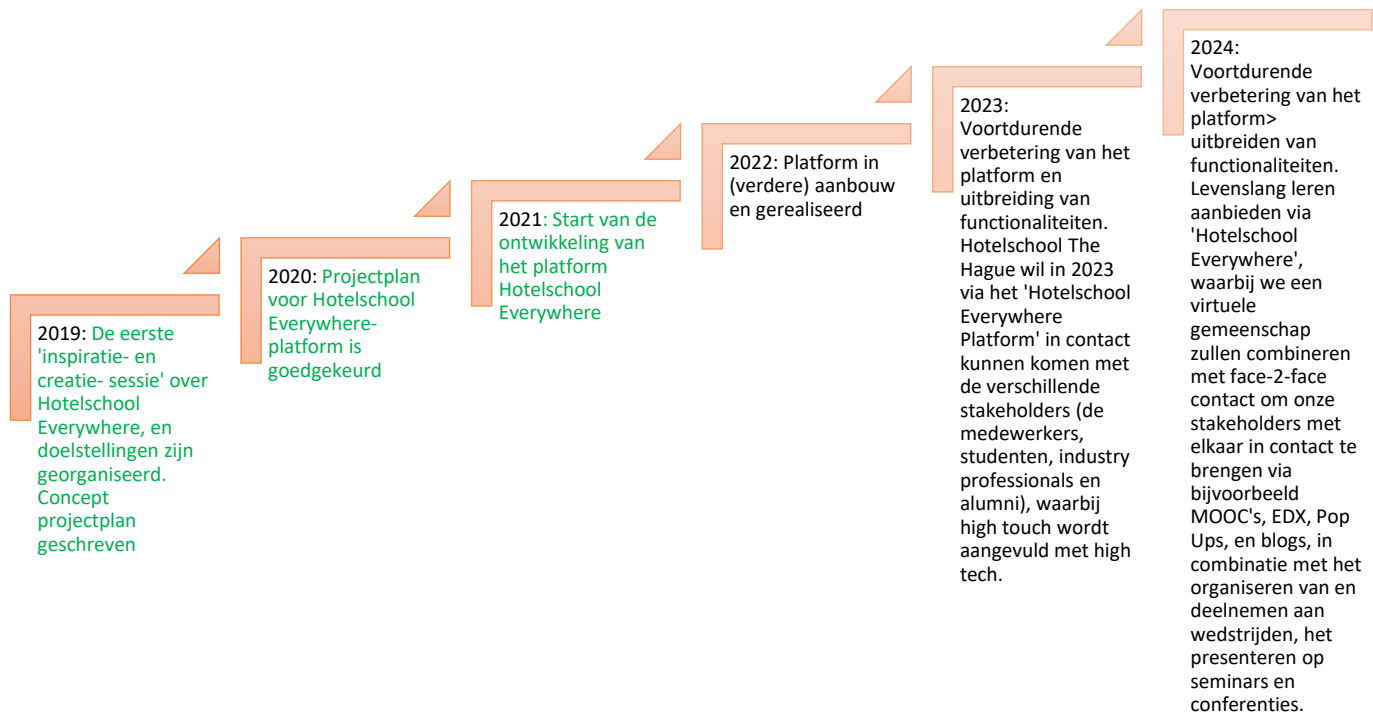 2019: De eerste
'inspiratie- en
creatie- sessie' over
Hotelschool
Everywhere, en
doelstellingen zijn
georganiseerd.
Concept
projectplan
geschreven
2020: Projectplan
voor Hotelschool
Everywhere-
platform is
goedgekeurd
2021: Start van de
ontwikkeling van
het platform
Hotelschool
Everywhere
2022: Platform in
(verdere) aanbouw
en gerealiseerd
2023:
Voortdurende
verbetering van het
platform en
uitbreiding van
functionaliteiten.
Hotelschool The
Hague wil in 2023
via het 'Hotelschool
Everywhere
Platform' in contact
kunnen komen met
de verschillende
stakeholders (de
medewerkers,
studenten, industry
professionals en
alumni), waarbij
high touch wordt
aangevuld met high
tech.
2024:
Voortdurende
verbetering van het
platform>
uitbreiden van
functionaliteiten.
Levenslang leren
aanbieden via
'Hotelschool
Everywhere',
waarbij we een
virtuele
gemeenschap
zullen combineren
met face-2-face
contact om onze
stakeholders met
elkaar in contact te
brengen via
bijvoorbeeld
MOOC's, EDX, Pop
Ups, en blogs, in
combinatie met het
organiseren van en
deelnemen aan
wedstrijden, het
presenteren op
seminars en
conferenties.